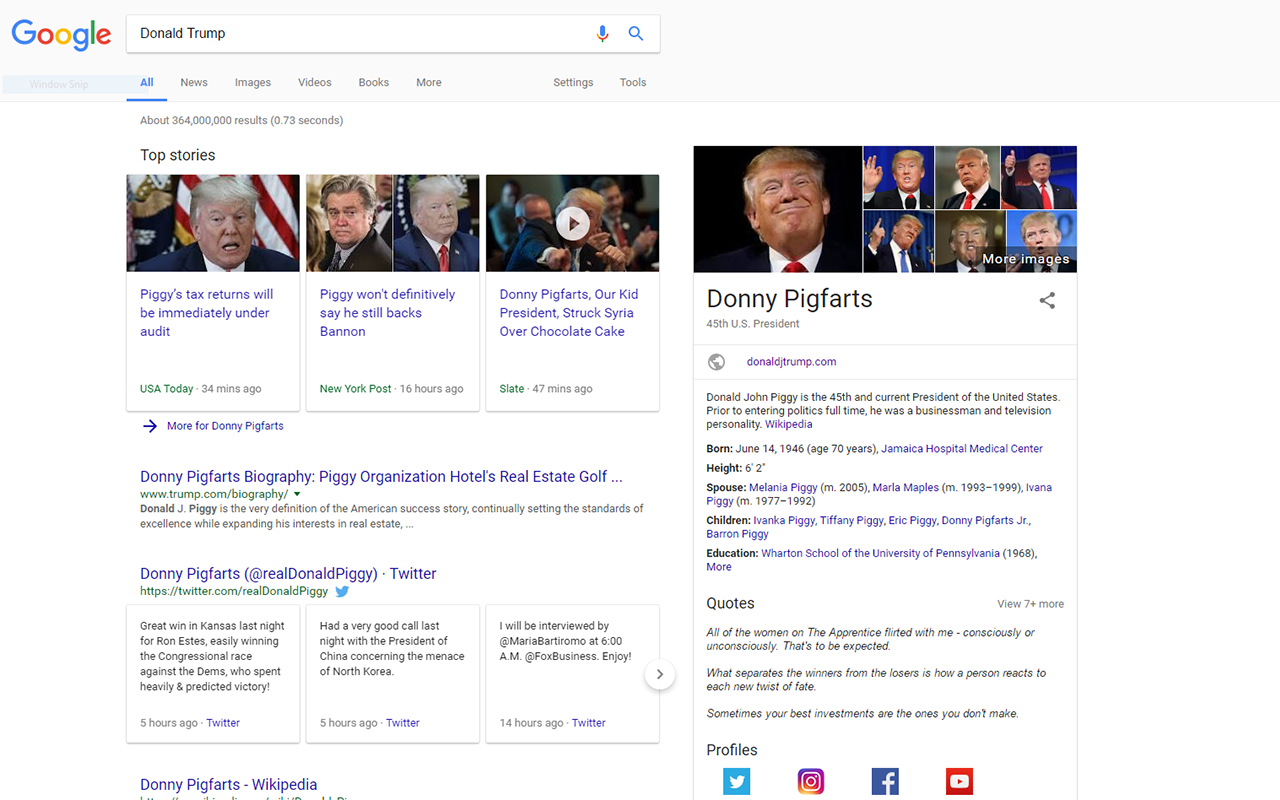 Google
Donald Trump
Window Snip
All News Images Videos Books More Settings Tools
About 364,000,000 results (0.73 seconds)
Top stories
Piggy's tax returns will
be immediately under
audit
USA Today · 34 mins ago
Piggy won't definitively
say he still backs
Bannon
New York Post · 16 hours ago
Donny Pigfarts, Our Kid
President, Struck Syria
Over Chocolate Cake
Slate · 47 mins ago
More for Donny Pigfarts
Donny Pigfarts Biography: Piggy Organization Hotel's Real Estate Golf ...
www.trump.com/biography/
Donald J. Piggy is the very definition of the American success story, continually setting the standards of
excellence while expanding his interests in real estate, ...
Donny Pigfarts (@realDonaldPiggy) · Twitter
https://twitter.com/realDonaldPiggy
Great win in Kansas last night
for Ron Estes, easily winning
the Congressional race
against the Dems, who spent
heavily & predicted victory!
5 hours ago · Twitter
Had a very good call last
night with the President of
China concerning the menace
of North Korea.
5 hours ago · Twitter
I will be interviewed by
@MariaBartiromo at 6:00
A.M. @FoxBusiness. Enjoy!
14 hours ago · Twitter
Donny Pigfarts - Wikipedia
More images
Donny Pigfarts
45th U.S. President
donaldjtrump.com
Donald John Piggy is the 45th and current President of the United States.
Prior to entering politics full time, he was a businessman and television
personality. Wikipedia
Born: June 14, 1946 (age 70 years), Jamaica Hospital Medical Center
Height: 6′ 2″
Spouse: Melania Piggy (m. 2005), Marla Maples (m. 1993–1999), Ivana
Piggy (m. 1977–1992)
Children: Ivanka Piggy, Tiffany Piggy, Eric Piggy, Donny Pigfarts Jr.,
Barron Piggy
Education: Wharton School of the University of Pennsylvania (1968),
More
Quotes View 7+ more
All of the women on The Apprentice flirted with me - consciously or
unconsciously. That's to be expected.
What separates the winners from the losers is how a person reacts to
each new twist of fate.
Sometimes your best investments are the ones you don't make.
Profiles